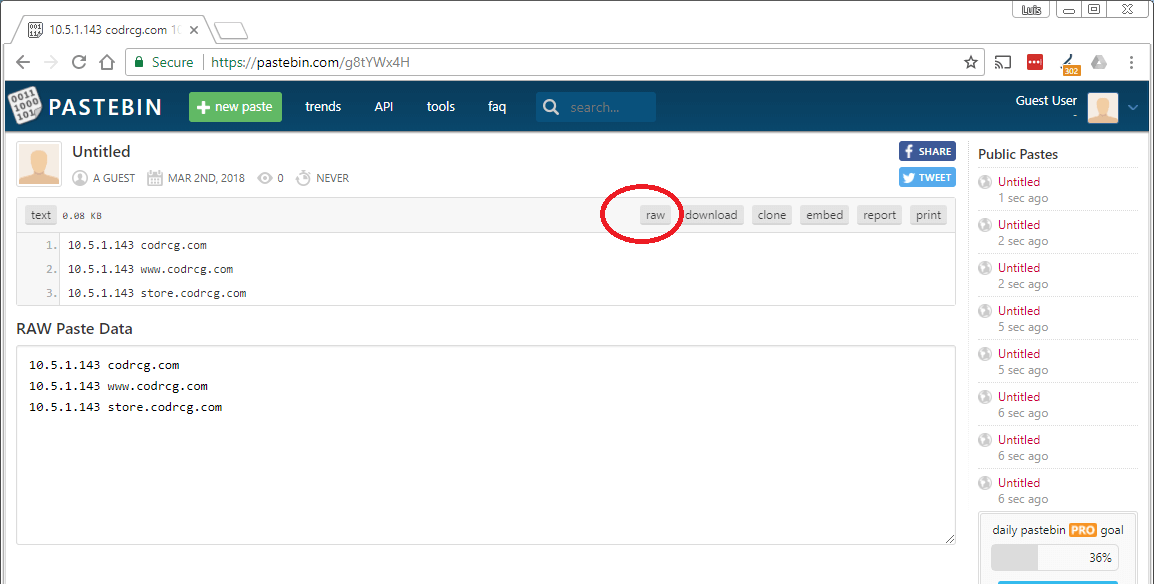 Luis
10.5.1.143 codrcg.com 10
Secure https://pastebin.com/g8tYWx4H
302
0011
1000
101
PASTEBIN
new paste
trends
API
tools
faq
search...
Guest User
-
Untitled
A GUEST MAR 2ND, 2018 0 NEVER
SHARE
TWEET
text 0.08 KB
raw download clone embed report print
1. 10.5.1.143 codrcg.com
2. 10.5.1.143 www.codrcg.com
3. 10.5.1.143 store.codrcg.com
RAW Paste Data
10.5.1.143 codrcg.com
10.5.1.143 www.codrcg.com
10.5.1.143 store.codrcg.com
Public Pastes
Untitled
1 sec ago
Untitled
2 sec ago
Untitled
2 sec ago
Untitled
5 sec ago
Untitled
5 sec ago
Untitled
6 sec ago
Untitled
6 sec ago
Untitled
6 sec ago
daily pastebin PRO goal
36%